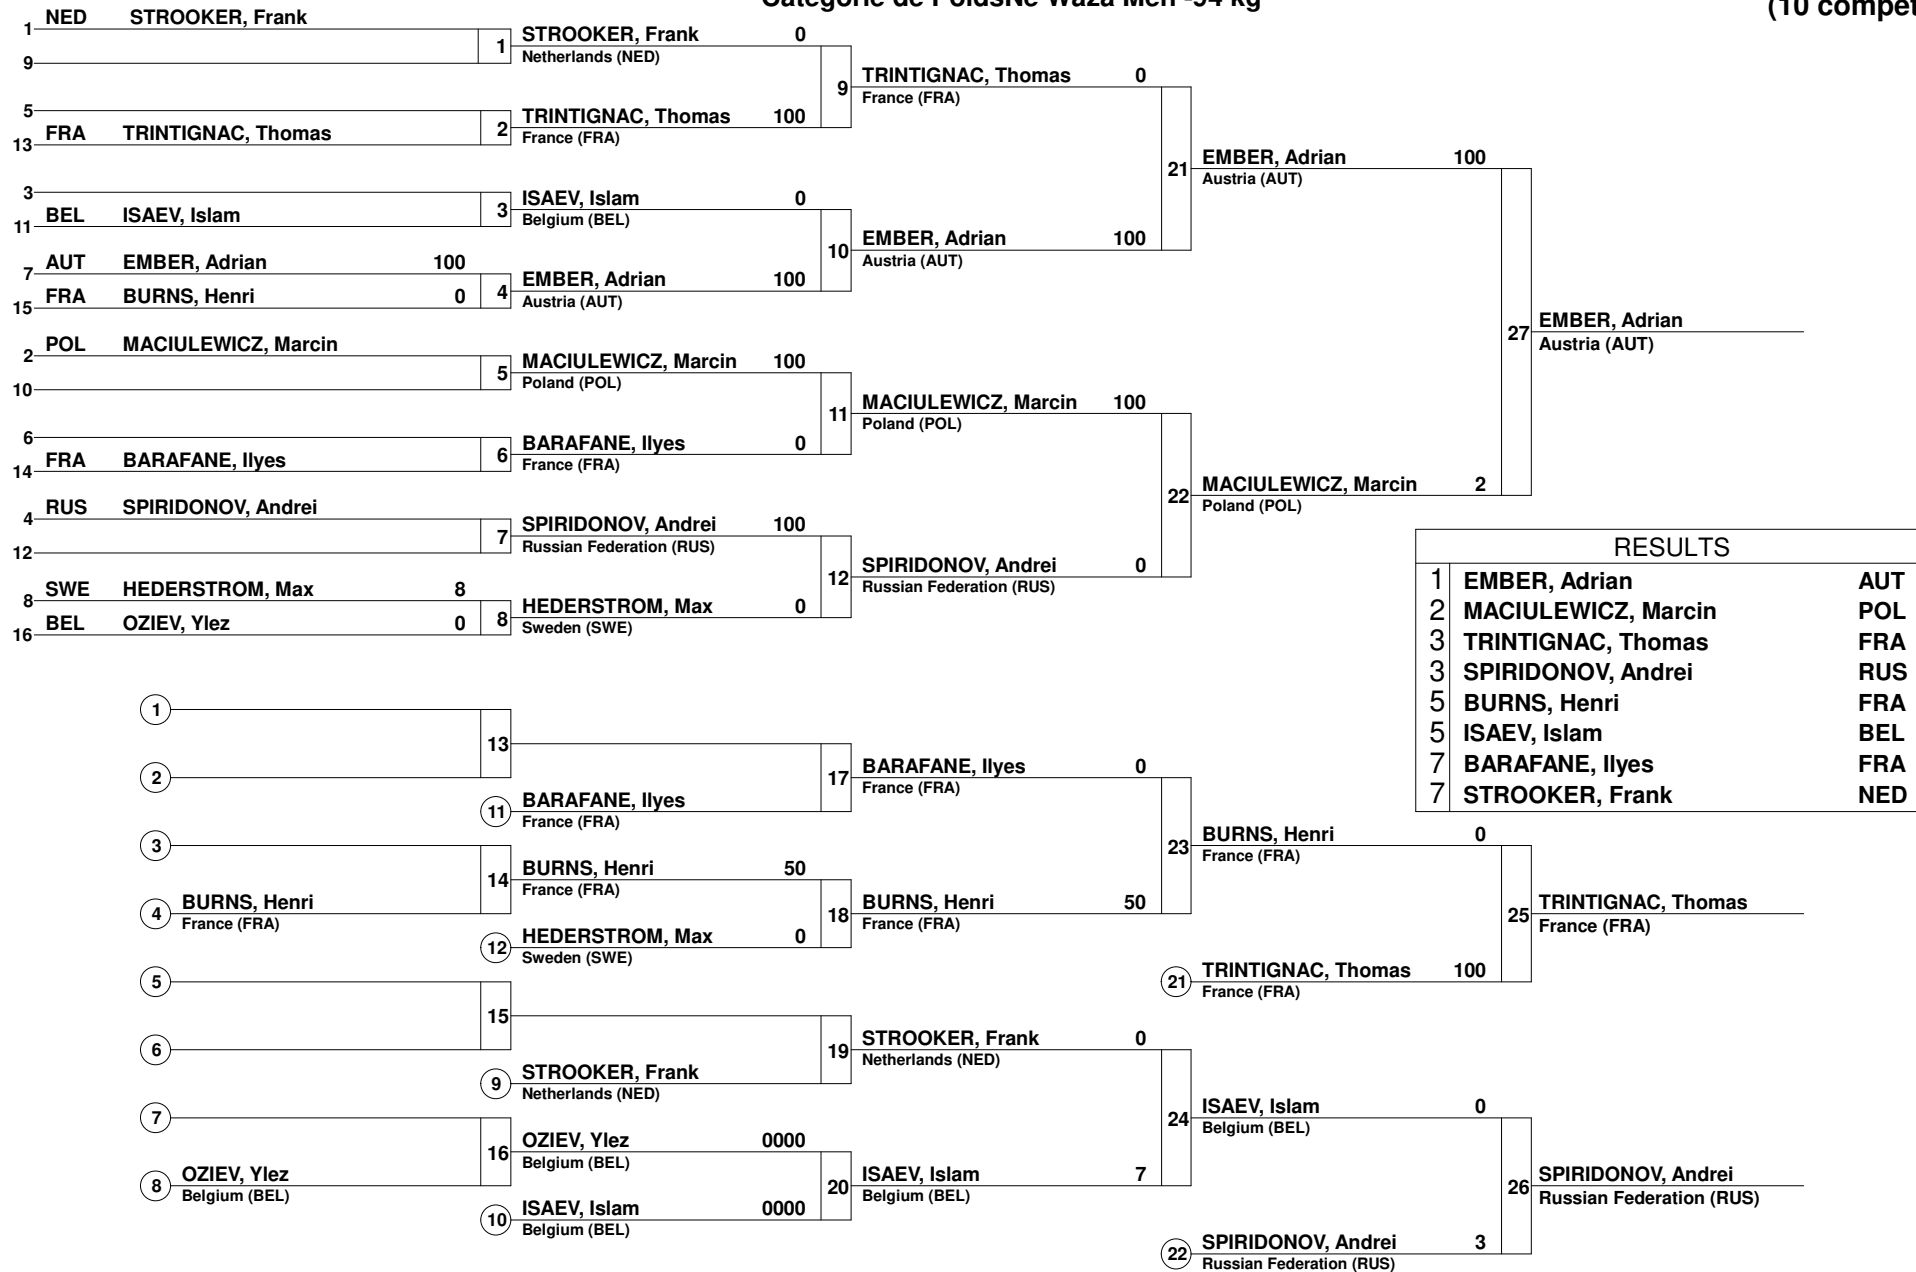 Catégorie de PoidsNe Waza Men -94 kg
(10 compet
1 NED STROOKER, Frank
9
1 STROOKER, Frank 0
Netherlands (NED)
5
13 FRA TRINTIGNAC, Thomas
2 TRINTIGNAC, Thomas 100
France (FRA)
9 TRINTIGNAC, Thomas 0
France (FRA)
3
11 BEL ISAEV, Islam
3 ISAEV, Islam 0
Belgium (BEL)
7 AUT EMBER, Adrian 100
15 FRA BURNS, Henri 0
4 EMBER, Adrian 100
Austria (AUT)
10 EMBER, Adrian 100
Austria (AUT)
21 EMBER, Adrian 100
Austria (AUT)
2 POL MACIULEWICZ, Marcin
10
5 MACIULEWICZ, Marcin 100
Poland (POL)
6
14 FRA BARAFANE, Ilyes
6 BARAFANE, Ilyes 0
France (FRA)
11 MACIULEWICZ, Marcin 100
Poland (POL)
4 RUS SPIRIDONOV, Andrei
12
7 SPIRIDONOV, Andrei 100
Russian Federation (RUS)
8 SWE HEDERSTROM, Max 8
16 BEL OZIEV, Ylez 0
8 HEDERSTROM, Max 0
Sweden (SWE)
12 SPIRIDONOV, Andrei 0
Russian Federation (RUS)
22 MACIULEWICZ, Marcin 2
Poland (POL)
27 EMBER, Adrian
Austria (AUT)
RESULTS
1 EMBER, Adrian AUT
2 MACIULEWICZ, Marcin POL
3 TRINTIGNAC, Thomas FRA
3 SPIRIDONOV, Andrei RUS
5 BURNS, Henri FRA
5 ISAEV, Islam BEL
7 BARAFANE, Ilyes FRA
7 STROOKER, Frank NED
1
2
13
11 BARAFANE, Ilyes
France (FRA)
17 BARAFANE, Ilyes 0
France (FRA)
3
4 BURNS, Henri
France (FRA)
14 BURNS, Henri 50
France (FRA)
12 HEDERSTROM, Max 0
Sweden (SWE)
18 BURNS, Henri 50
France (FRA)
23 BURNS, Henri 0
France (FRA)
21 TRINTIGNAC, Thomas 100
France (FRA)
25 TRINTIGNAC, Thomas
France (FRA)
5
6
15
9 STROOKER, Frank
Netherlands (NED)
19 STROOKER, Frank 0
Netherlands (NED)
7
8 OZIEV, Ylez
Belgium (BEL)
16 OZIEV, Ylez 0000
Belgium (BEL)
10 ISAEV, Islam 0000
Belgium (BEL)
20 ISAEV, Islam 7
Belgium (BEL)
24 ISAEV, Islam 0
Belgium (BEL)
22 SPIRIDONOV, Andrei 3
Russian Federation (RUS)
26 SPIRIDONOV, Andrei
Russian Federation (RUS)